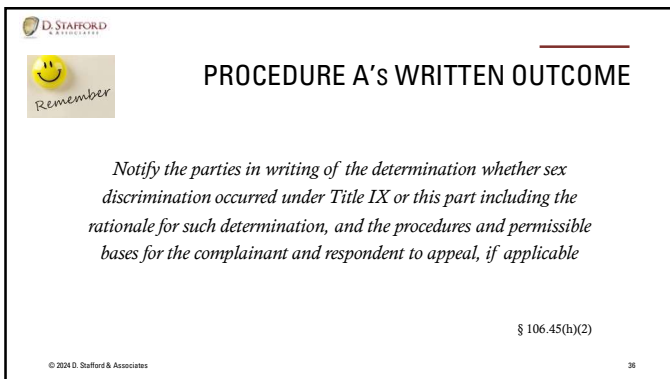 D. STAFFORD
& ASSOCIATES
Remember
PROCEDURE A's WRITTEN OUTCOME
Notify the parties in writing of the determination whether sex
discrimination occurred under Title IX or this part including the
rationale for such determination, and the procedures and permissible
bases for the complainant and respondent to appeal, if applicable
§ 106.45(h)(2)
© 2024 D. Stafford & Associates
36